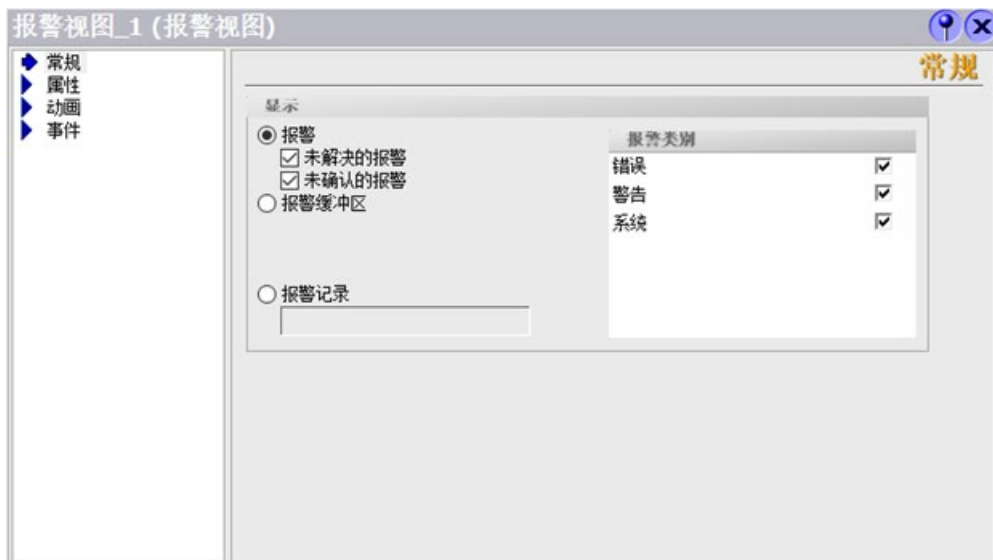 报警视图_1 (报警视图)
常规
属性
动画
事件
常规
显示
报警
未解决的报警
未确认的报警
报警缓冲区
报警记录
报警类别
错误
警告
系统